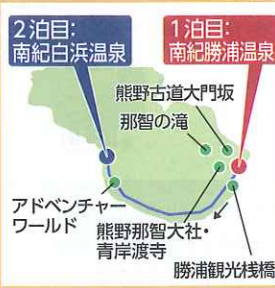 2泊目:
南紀白浜温泉
1泊目:
南紀勝浦温泉
熊野古道大門坂
那智の滝
アドベンチャー
ワールド
熊野那智大社・
青岸渡寺
勝浦観光桟橋